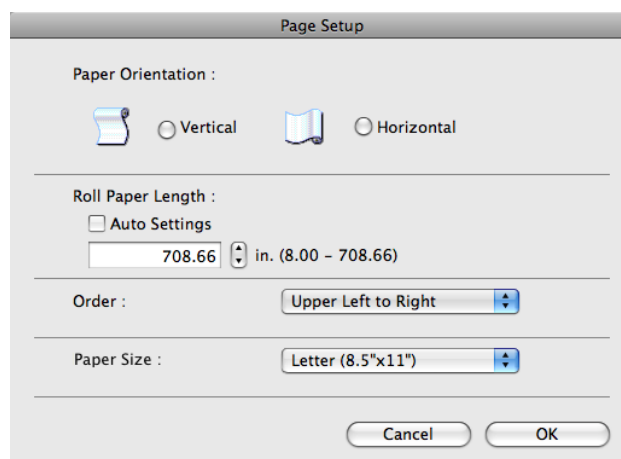 Page Setup
Paper Orientation :
Vertical
Horizontal
Roll Paper Length :
Auto Settings
708.66 in. (8.00 – 708.66)
Order : Upper Left to Right
Paper Size : Letter (8.5"x11")
Cancel OK